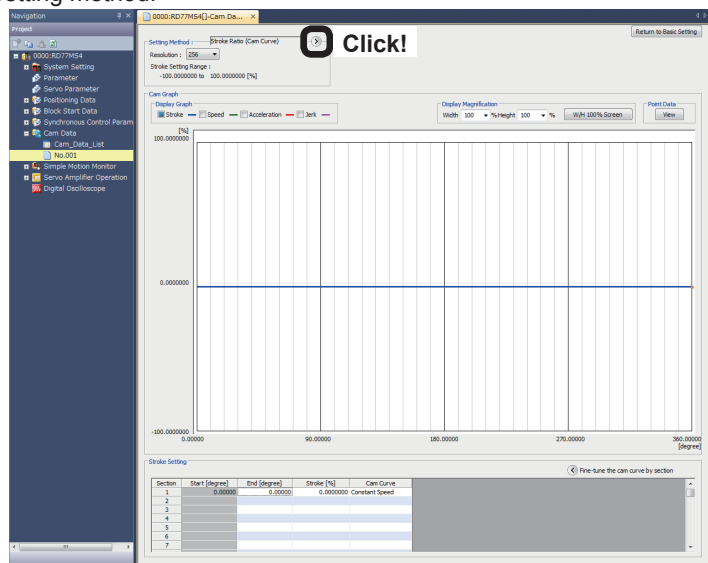 setting method.
Navigation
Project
0000:RD77MS4
System Setting
Parameter
Servo Parameter
Positioning Data
Block Start Data
Synchronous Control Param
Cam Data
Cam_Data_List
No.001
Simple Motion Monitor
Servo Amplifier Operation
Digital Oscilloscope
0000:RD77MS4[]-Cam Da...
Return to Basic Setting
Setting Method : Stroke Ratio (Cam Curve)
Click!
Resolution : 256
Stroke Setting Range :
-100.0000000 to 100.0000000 [%]
Cam Graph
Display Graph
Stroke Speed Acceleration Jerk
Display Magnification
Width 100 % Height 100 % W/H 100% Screen
Point Data
View
[%]
100.0000000
0.0000000
-100.0000000
0.00000 90.00000 180.00000 270.00000 360.00000
[degree]
Stroke Setting
Fine-tune the cam curve by section
Section Start [degree] End [degree] Stroke [%] Cam Curve
1 0.00000 0.00000 0.0000000 Constant Speed
2
3
4
5
6
7